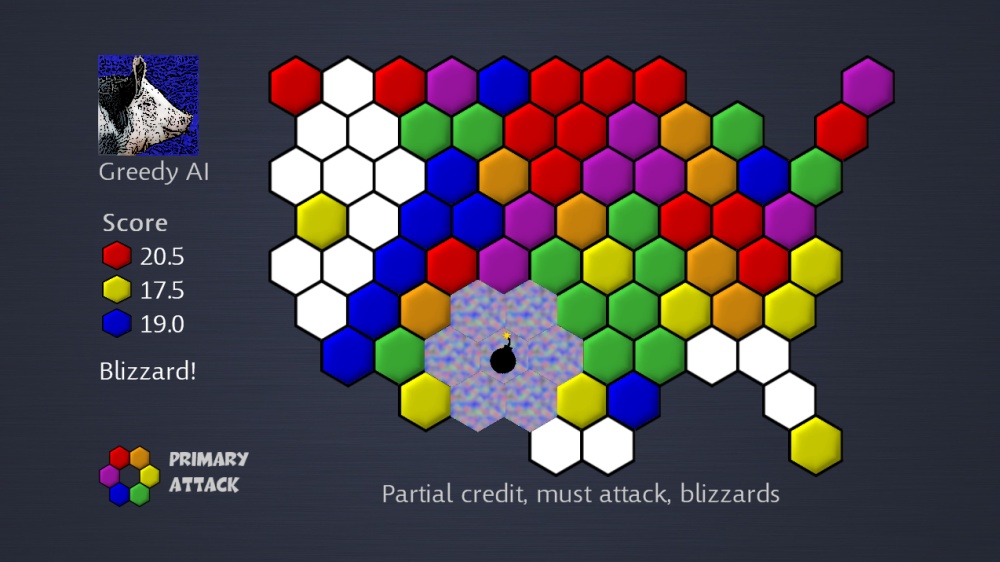 Greedy AI
Score
20.5
17.5
19.0
Blizzard!
PRIMARY
ATTACK
Partial credit, must attack, blizzards